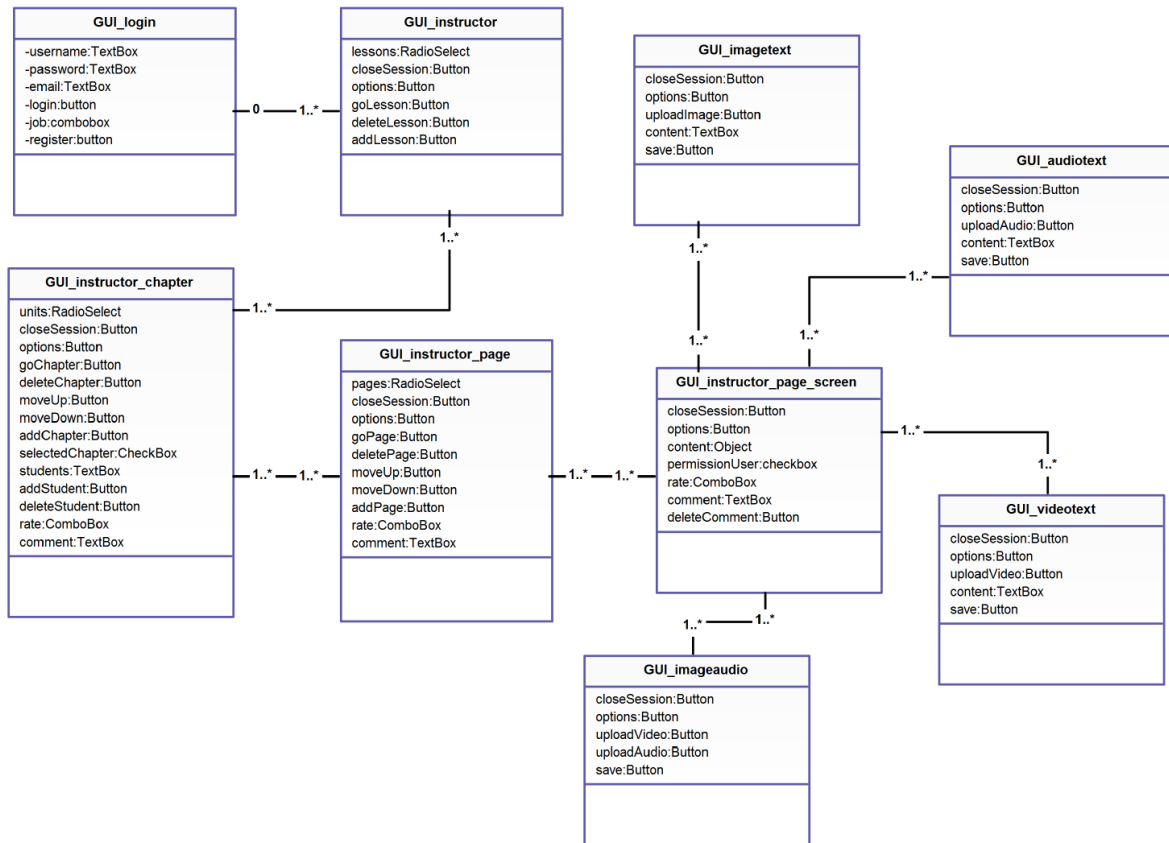 GUI_login
-username:TextBox
-password:TextBox
-email:TextBox
-login:button
-job:combobox
-register:button
0
1..*
GUI_instructor
lessons:RadioSelect
closeSession:Button
options:Button
goLesson:Button
deleteLesson:Button
addLesson:Button
1..*
1..*
GUI_imagetext
closeSession:Button
options:Button
uploadImage:Button
content:TextBox
save:Button
1..*
1..*
GUI_audiotext
closeSession:Button
options:Button
uploadAudio:Button
content:TextBox
save:Button
1..*
1..*
GUI_instructor_chapter
units:RadioSelect
closeSession:Button
options:Button
goChapter:Button
deleteChapter:Button
moveUp:Button
moveDown:Button
addChapter:Button
selectedChapter:CheckBox
students:TextBox
addStudent:Button
deleteStudent:Button
rate:ComboBox
comment:TextBox
1..*
1..*
GUI_instructor_page
pages:RadioSelect
closeSession:Button
options:Button
goPage:Button
deletePage:Button
moveUp:Button
moveDown:Button
addPage:Button
rate:ComboBox
comment:TextBox
1..*
1..*
GUI_instructor_page_screen
closeSession:Button
options:Button
content:Object
permissionUser:checkbox
rate:ComboBox
comment:TextBox
deleteComment:Button
1..*
1..*
GUI_videotext
closeSession:Button
options:Button
uploadVideo:Button
content:TextBox
save:Button
1..*
1..*
GUI_imageaudio
closeSession:Button
options:Button
uploadVideo:Button
uploadAudio:Button
save:Button